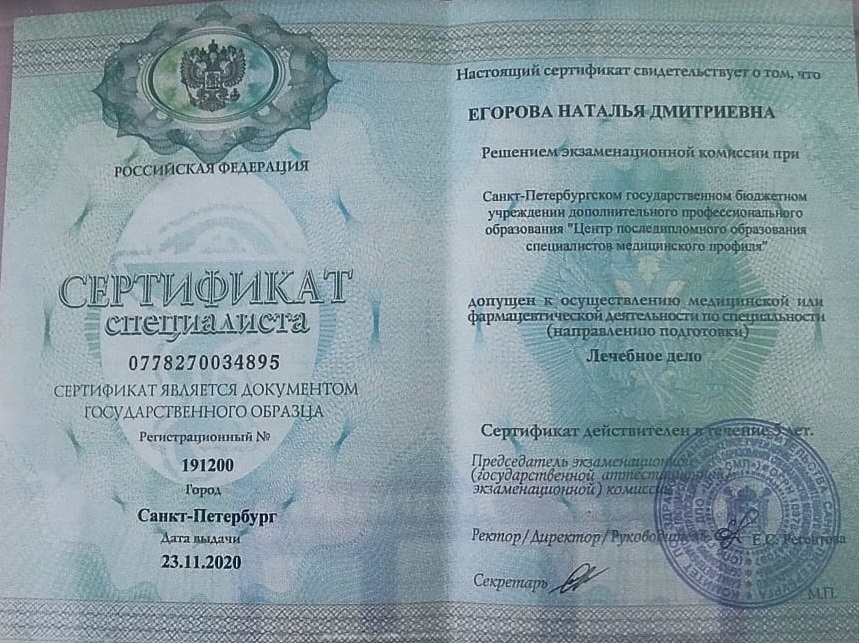 РОССИЙСКАЯ ФЕДЕРАЦИЯ
СЕРТИФИКАТ
специалиста
0778270034895
СЕРТИФИКАТ ЯВЛЯЕТСЯ ДОКУМЕНТОМ
ГОСУДАРСТВЕННОГО ОБРАЗЦА
Регистрационный №
191200
Город
Санкт-Петербург
Дата выдачи
23.11.2020
Настоящий сертификат свидетельствует о том, что
ЕГОРОВА НАТАЛЬЯ ДМИТРИЕВНА
Решением экзаменационной комиссии при
Санкт-Петербургском государственном бюджетном
учреждении дополнительного профессионального
образования "Центр последипломного образования
специалистов медицинского профиля"
допущен к осуществлению медицинской или
фармацевтической деятельности по специальности
(направлению подготовки)
Лечебное дело
Сертификат действителен в течение 5 лет.
Председатель экзаменационной
(государственной аттестационной,
экзаменационной) комиссии
Ректор/Директор/Руководитель Е.С.
Секретарь
М.П.